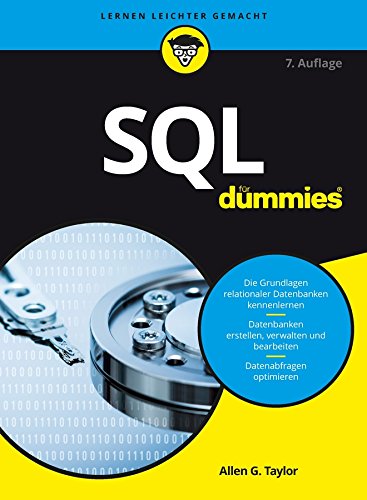 LERNEN LEICHTER GEMACHT
7. Auflage
SQL
für
dummies®
Die Grundlagen
relationaler Datenbanken
kennenlernen
Datenbanken
erstellen, verwalten und
bearbeiten
Datenabfragen
optimieren
Allen G. Taylor